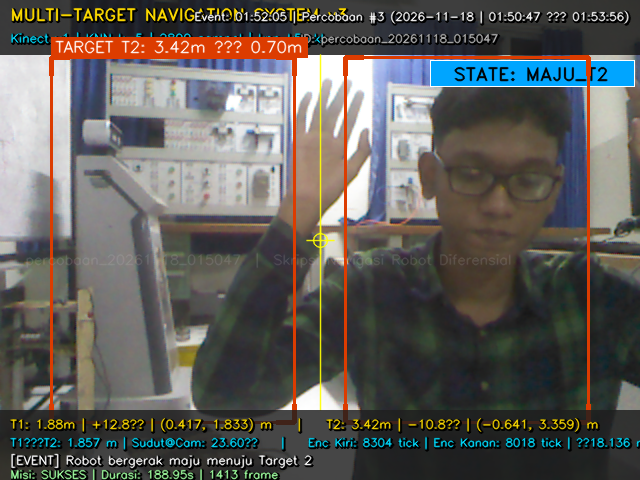 MULTI-TARGET NAVIGATION SYSTEM v3
Event: 01:52:05 | Percobaan #3 (2026-11-18 | 01:50:47 ??? 01:53:56)
percobaan_20261118_015047
TARGET T2: 3.42m ??? 0.70m
STATE: MAJU_T2
percobaan_20261118_015047 | Skripsi Robot Diferensial
T1: 1.88m | +12.8?? | (0.417, 1.833) m | T2: 3.42m | -10.8?? | (-0.641, 3.359) m
T1???T2: 1.857 m | Sudut@Cam: 23.60?? | Enc Kiri: 8304 tick | Enc Kanan: 8018 tick | ??18.136
[EVENT] Robot bergerak maju menuju Target 2
Misi: SUKSES | Durasi: 188.95s | 1413 frame